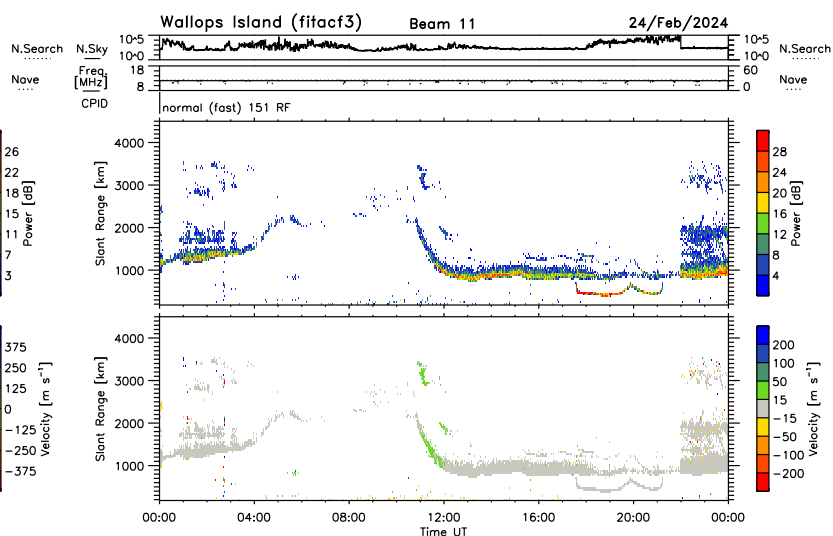 Wallops Island (fitacf3) Beam 11 24/Feb/2024
N.Search N.Sky 10^5 10^0 10^5 10^0 N.Search
Nave Freq. [MHz] 18 8 60 0 Nave
CPID normal (fast) 151 RF
Power [dB] 26 22 18 15 11 7 3
Slant Range [km] 4000 3000 2000 1000
28 24 20 16 12 8 4 Power [dB]
Velocity [m s⁻¹] 375 250 125 0 -125 -250 -375
Slant Range [km] 4000 3000 2000 1000
200 100 50 15 -15 -50 -100 -200 Velocity [m s⁻¹]
00:00 04:00 08:00 12:00 16:00 20:00 00:00
Time UT